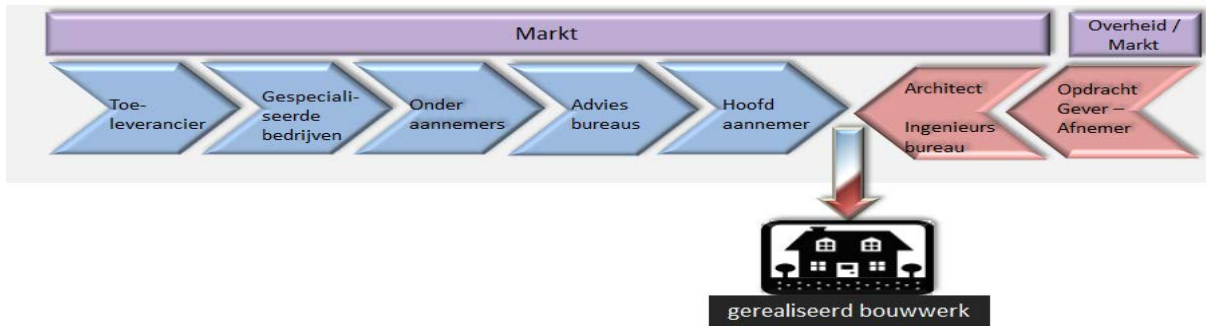 Markt
Overheid /
Markt
Toe-
leverancier
Gespeciali-
seerde
bedrijven
Onder
aannemers
Advies
bureaus
Hoofd
aannemer
Architect
Ingenieurs
bureau
Opdracht
Gever –
Afnemer
gerealiseerd bouwwerk